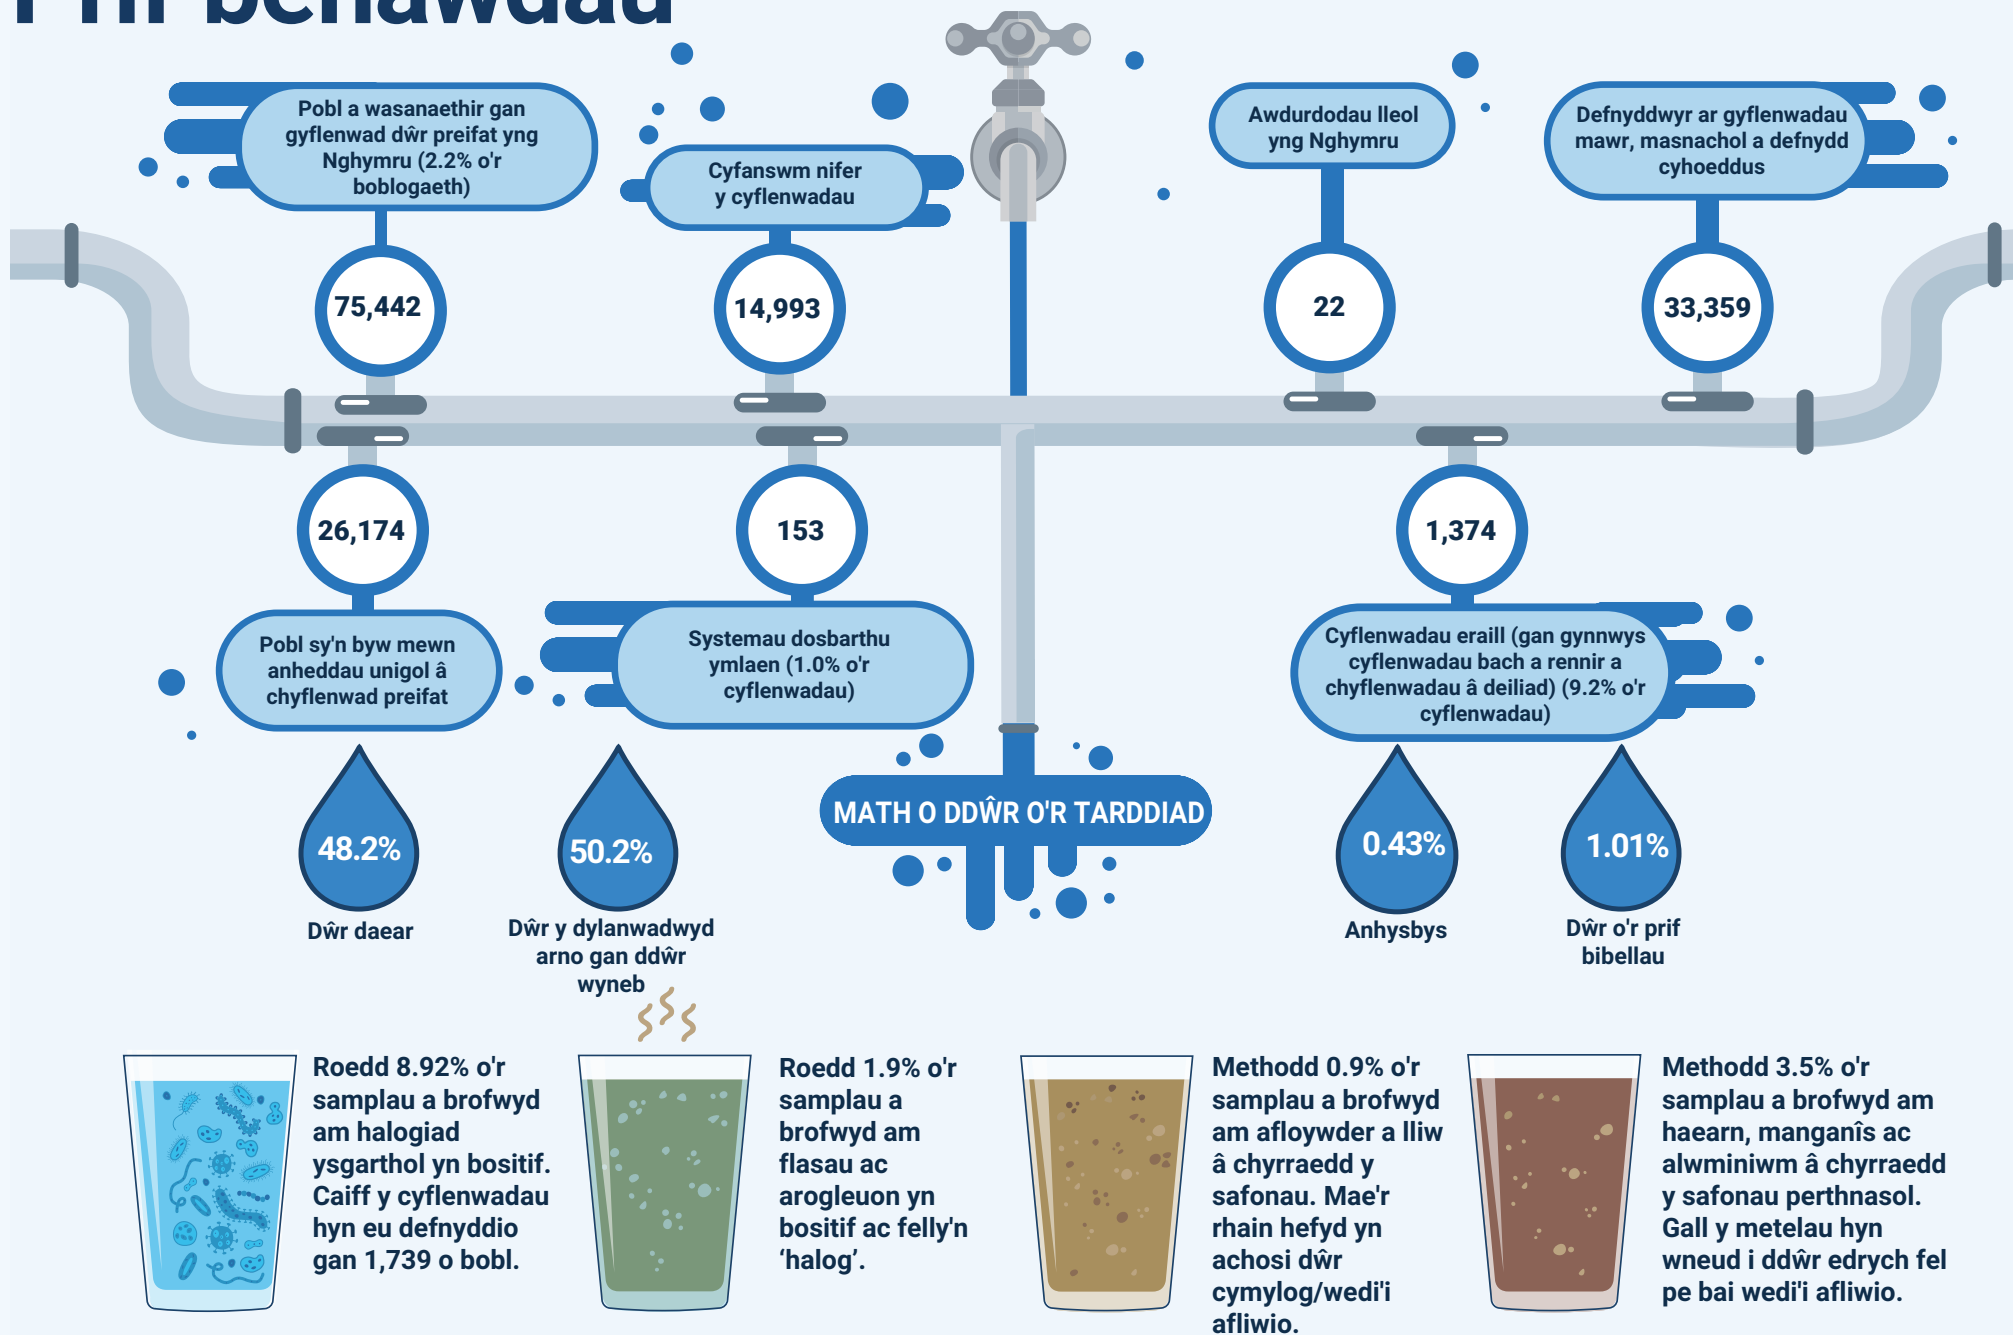 Prif benawdau
Pobl a wasanaethir gan
gyflenwad dŵr preifat yng
Nghymru (2.2% o'r
boblogaeth)
75,442
Cyfanswm nifer
y cyflenwadau
14,993
Awdurdodau lleol
yng Nghymru
22
Defnyddwyr ar gyflenwadau
mawr, masnachol a defnydd
cyhoeddus
33,359
26,174
Pobl sy'n byw mewn
anheddau unigol â
chyflenwad preifat
153
Systemau dosbarthu
ymlaen (1.0% o'r
cyflenwadau)
1,374
Cyflenwadau eraill (gan gynnwys
cyflenwadau bach a rennir a
chyflenwadau â deiliad) (9.2% o'r
cyflenwadau)
MATH O DDŴR O'R TARDDIAD
48.2%
Dŵr daear
50.2%
Dŵr y dylanwadwyd
arno gan ddŵr
wyneb
0.43%
Anhysbys
1.01%
Dŵr o'r prif
bibellau
Roedd 8.92% o'r
samplau a brofwyd
am halogiad
ysgarthol yn bositif.
Caiff y cyflenwadau
hyn eu defnyddio
gan 1,739 o bobl.
Roedd 1.9% o'r
samplau a
brofwyd am
flasau ac
arogleuon yn
bositif ac felly'n
‘halog’.
Methodd 0.9% o'r
samplau a brofwyd
am afloywder a lliw
â chyrraedd y
safonau. Mae'r
rhain hefyd yn
achosi dŵr
cymylog/wedi'i
afliwio.
Methodd 3.5% o'r
samplau a brofwyd am
haearn, manganîs ac
alwminiwm â chyrraedd
y safonau perthnasol.
Gall y metelau hyn
wneud i ddŵr edrych fel
pe bai wedi'i afliwio.